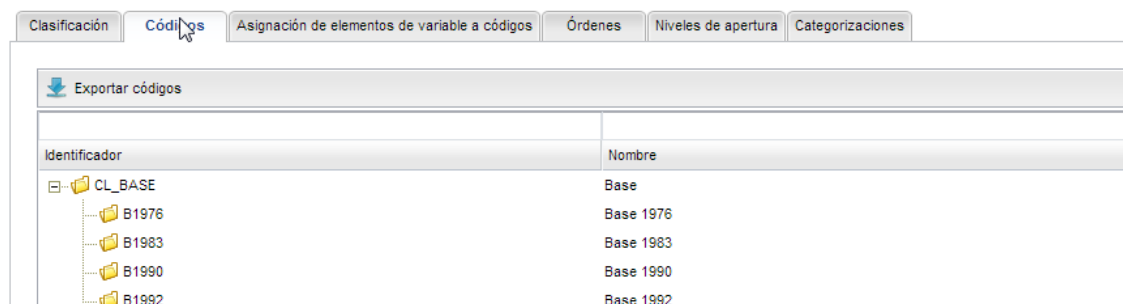 Clasificación Códigos Asignación de elementos de variable a códigos Órdenes Niveles de apertura Categorizaciones
Exportar códigos
Identificador Nombre
CL_BASE Base
B1976 Base 1976
B1983 Base 1983
B1990 Base 1990
B1992 Base 1992